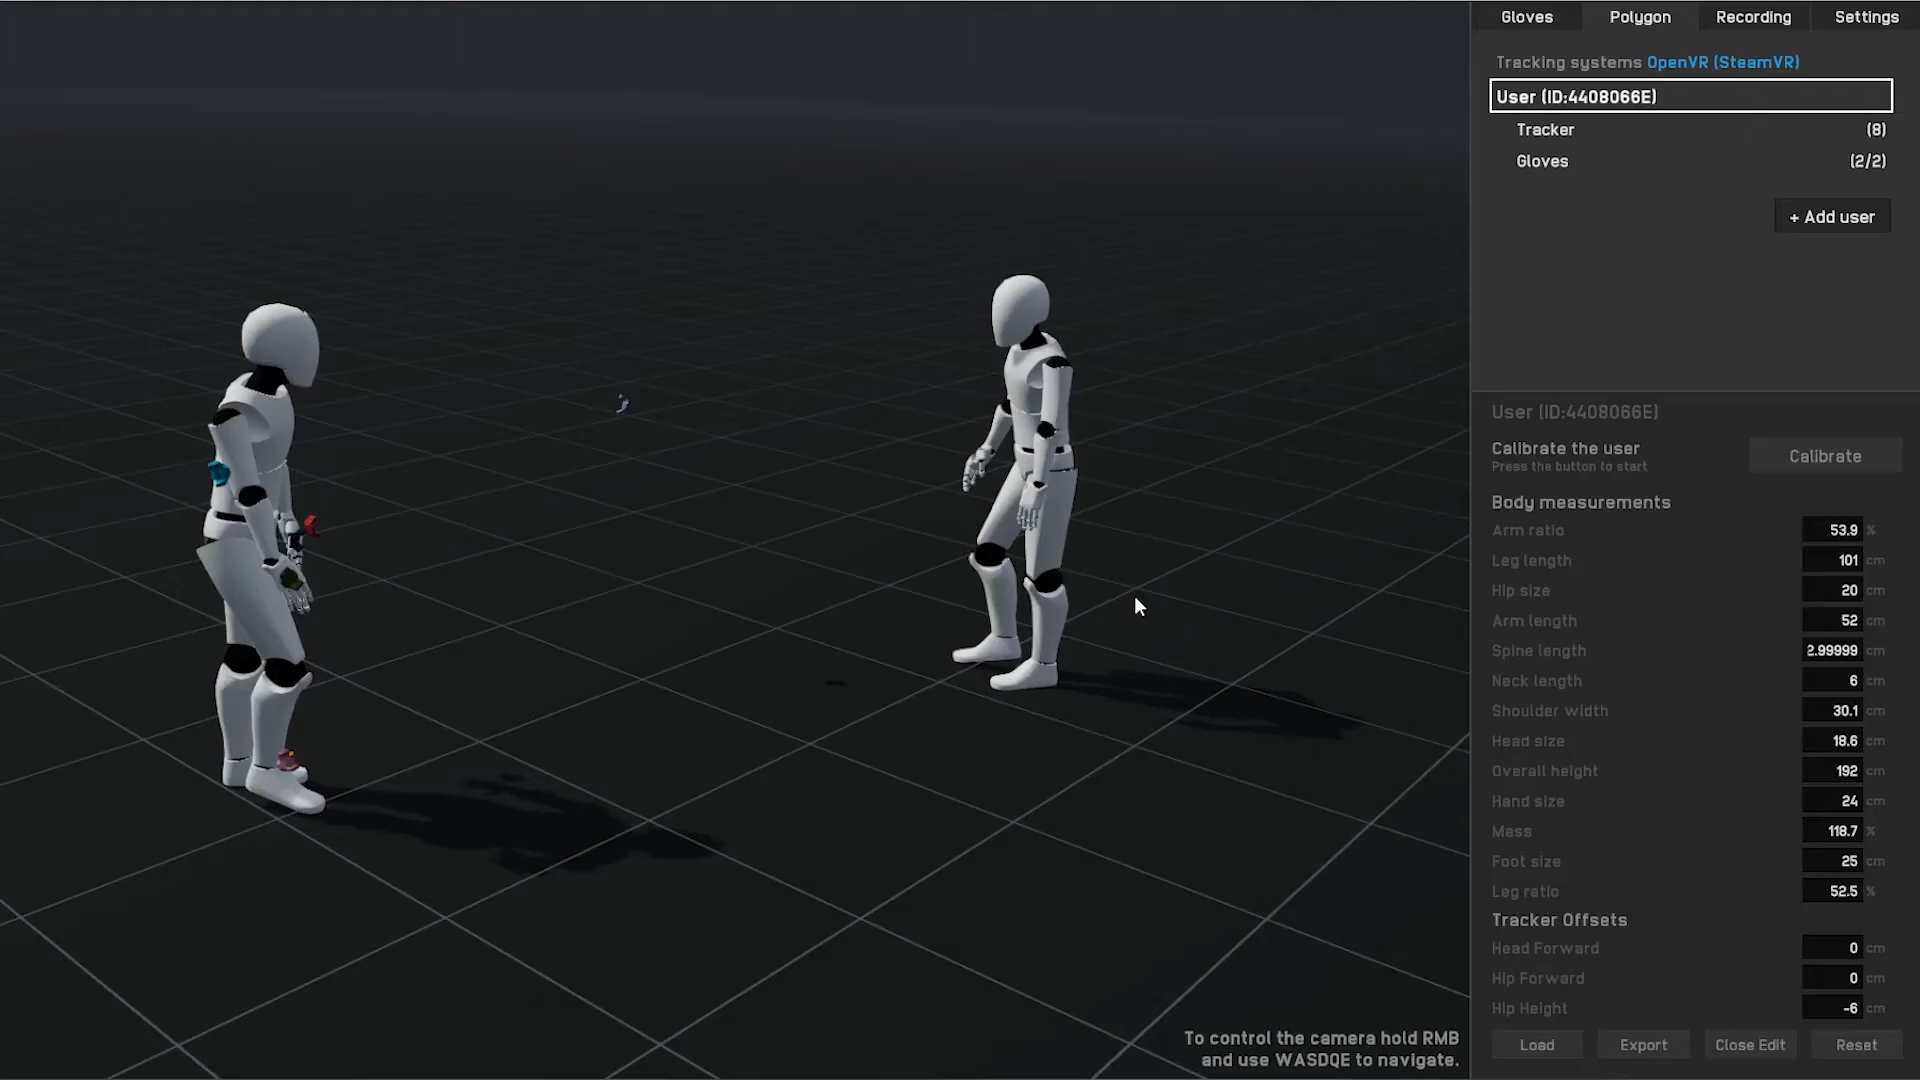 Gloves Polygon Recording Settings
Tracking systems OpenVR (SteamVR)
User (ID:4408066E)
Tracker (8)
Gloves (2/2)
+ Add user
User (ID:4408066E)
Calibrate the user
Press the button to start
Calibrate
Body measurements
Arm ratio 53.9 %
Leg length 101 cm
Hip size 20 cm
Arm length 52 cm
Spine length 2.99999 cm
Neck length 6 cm
Shoulder width 30.1 cm
Head size 18.6 cm
Overall height 192 cm
Hand size 24 cm
Mass 118.7 %
Foot size 25 cm
Leg ratio 52.5 %
Tracker Offsets
Head Forward 0 cm
Hip Forward 0 cm
Hip Height -6 cm
Load Export Close Edit Reset
To control the camera hold RMB
and use WASDQE to navigate.